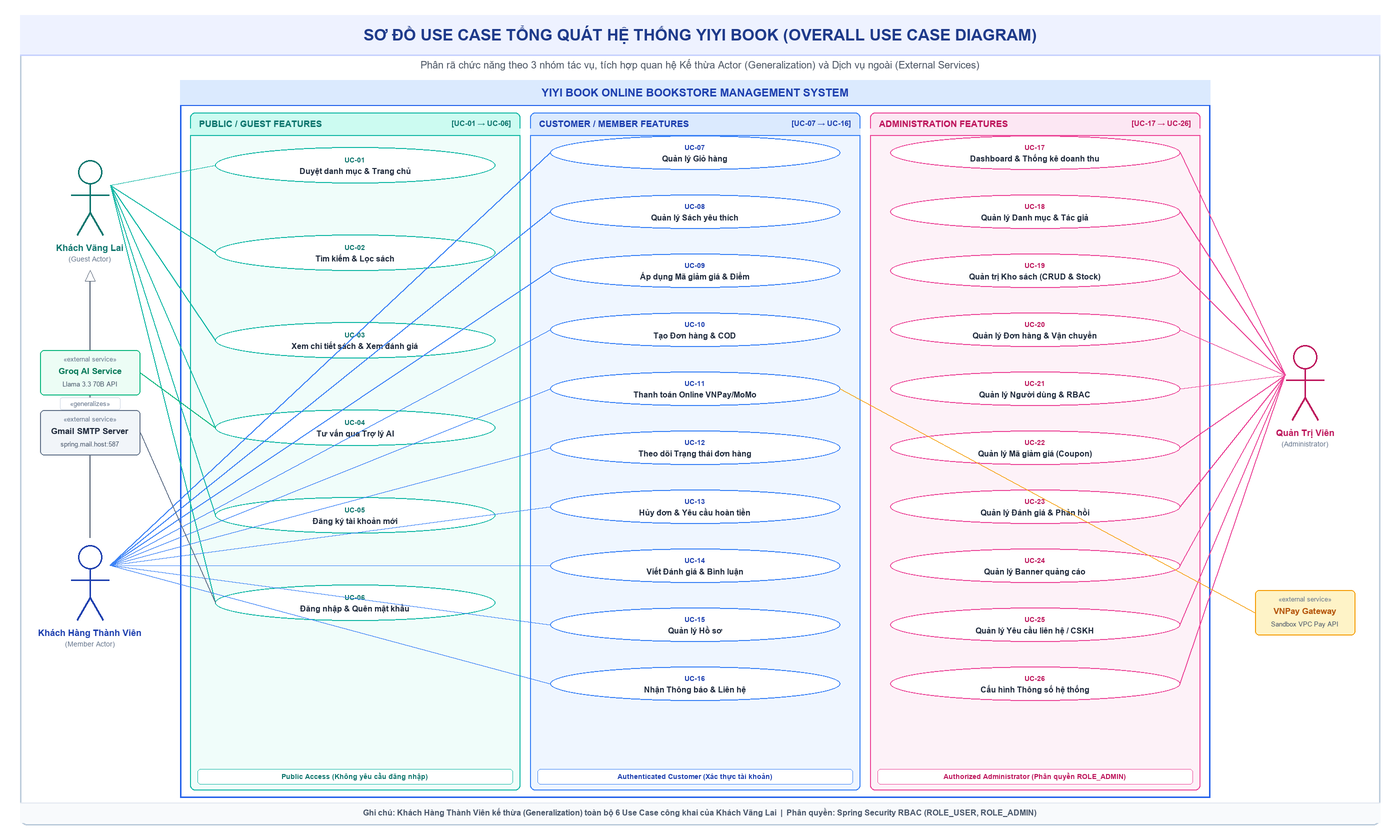 SƠ ĐỒ USE CASE TỔNG QUÁT HỆ THỐNG YIYI BOOK (OVERALL USE CASE DIAGRAM)
Phân rã chức năng theo 3 nhóm tác vụ, tích hợp quan hệ Kế thừa Actor (Generalization) và Dịch vụ ngoài (External Services)
YIYI BOOK ONLINE BOOKSTORE MANAGEMENT SYSTEM
PUBLIC / GUEST FEATURES [UC-01 → UC-06]
UC-01
Duyệt danh mục & Trang chủ
UC-02
Tìm kiếm & Lọc sách
UC-03
Xem chi tiết sách & Xem đánh giá
UC-04
Tư vấn qua Trợ lý AI
UC-05
Đăng ký tài khoản mới
UC-06
Đăng nhập & Quên mật khẩu
Public Access (Không yêu cầu đăng nhập)
CUSTOMER / MEMBER FEATURES [UC-07 → UC-16]
UC-07
Quản lý Giỏ hàng
UC-08
Quản lý Sách yêu thích
UC-09
Áp dụng Mã giảm giá & Điểm
UC-10
Tạo Đơn hàng & COD
UC-11
Thanh toán Online VNPay/MoMo
UC-12
Theo dõi Trạng thái đơn hàng
UC-13
Hủy đơn & Yêu cầu hoàn tiền
UC-14
Viết Đánh giá & Bình luận
UC-15
Quản lý Hồ sơ
UC-16
Nhận Thông báo & Liên hệ
Authenticated Customer (Xác thực tài khoản)
ADMINISTRATION FEATURES [UC-17 → UC-26]
UC-17
Dashboard & Thống kê doanh thu
UC-18
Quản lý Danh mục & Tác giả
UC-19
Quản trị Kho sách (CRUD & Stock)
UC-20
Quản lý Đơn hàng & Vận chuyển
UC-21
Quản lý Người dùng & RBAC
UC-22
Quản lý Mã giảm giá (Coupon)
UC-23
Quản lý Đánh giá & Phản hồi
UC-24
Quản lý Banner quảng cáo
UC-25
Quản lý Yêu cầu liên hệ / CSKH
UC-26
Cấu hình Thông số hệ thống
Authorized Administrator (Phân quyền ROLE_ADMIN)
Khách Vãng Lai
(Guest Actor)
«external service»
Groq AI Service
Llama 3.3 70B API
«generalizes»
«external service»
Gmail SMTP Server
spring.mail.host:587
Khách Hàng Thành Viên
(Member Actor)
Quản Trị Viên
(Administrator)
«external service»
VNPay Gateway
Sandbox VPC Pay API
Ghi chú: Khách Hàng Thành Viên kế thừa (Generalization) toàn bộ 6 Use Case công khai của Khách Vãng Lai | Phân quyền: Spring Security RBAC (ROLE_USER, ROLE_ADMIN)